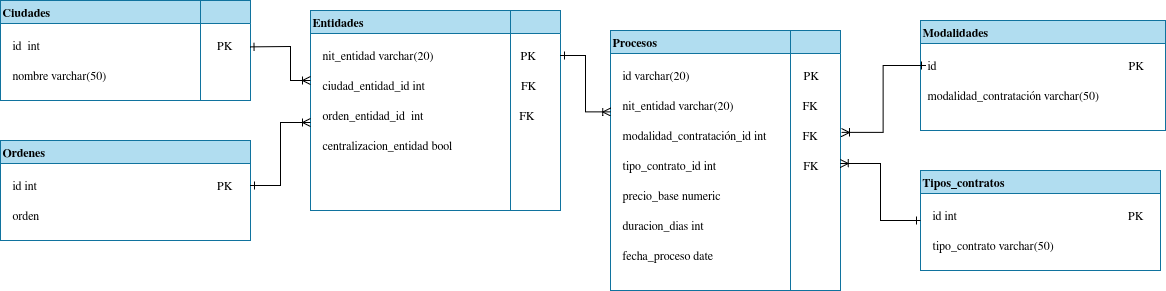 Ciudades
id int PK
nombre varchar(50)
Ordenes
id int PK
orden
Entidades
nit_entidad varchar(20) PK
ciudad_entidad_id int FK
orden_entidad_id int FK
centralizacion_entidad bool
Procesos
id varchar(20) PK
nit_entidad varchar(20) FK
modalidad_contratación_id int FK
tipo_contrato_id int FK
precio_base numeric
duracion_dias int
fecha_proceso date
Modalidades
id PK
modalidad_contratación varchar(50)
Tipos_contratos
id int PK
tipo_contrato varchar(50)